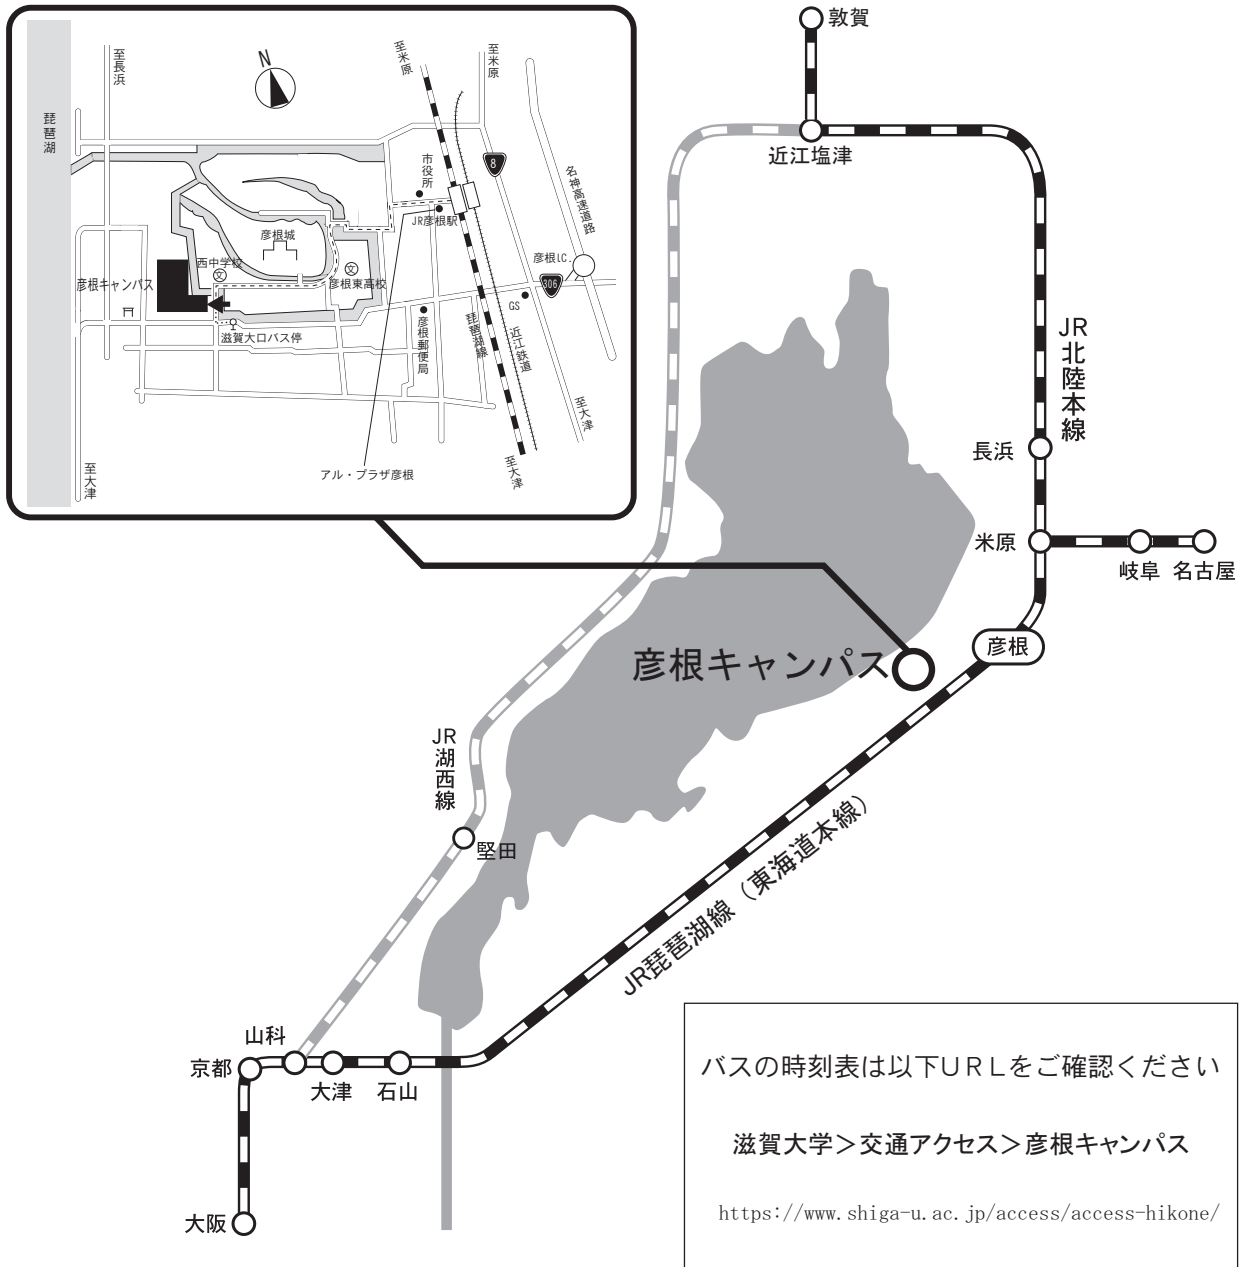 敦賀
近江塩津
JR北陸本線
長浜
米原
岐阜
名古屋
彦根
彦根キャンパス
JR湖西線
堅田
JR琵琶湖線（東海道本線）
山科
京都
大津
石山
大阪
琵琶湖
至長浜
N
至米原
至米原
市役所
8
名神高速道路
JR彦根駅
彦根城
西中学校
文
文
彦根東高校
彦根キャンパス
滋賀大口バス停
彦根IC.
306
GS
彦根郵便局
琵琶湖線
近江鉄道
至大津
至大津
至大津
アル・プラザ彦根
バスの時刻表は以下URLをご確認ください
滋賀大学＞交通アクセス＞彦根キャンパス
https://www.shiga-u.ac.jp/access/access-hikone/